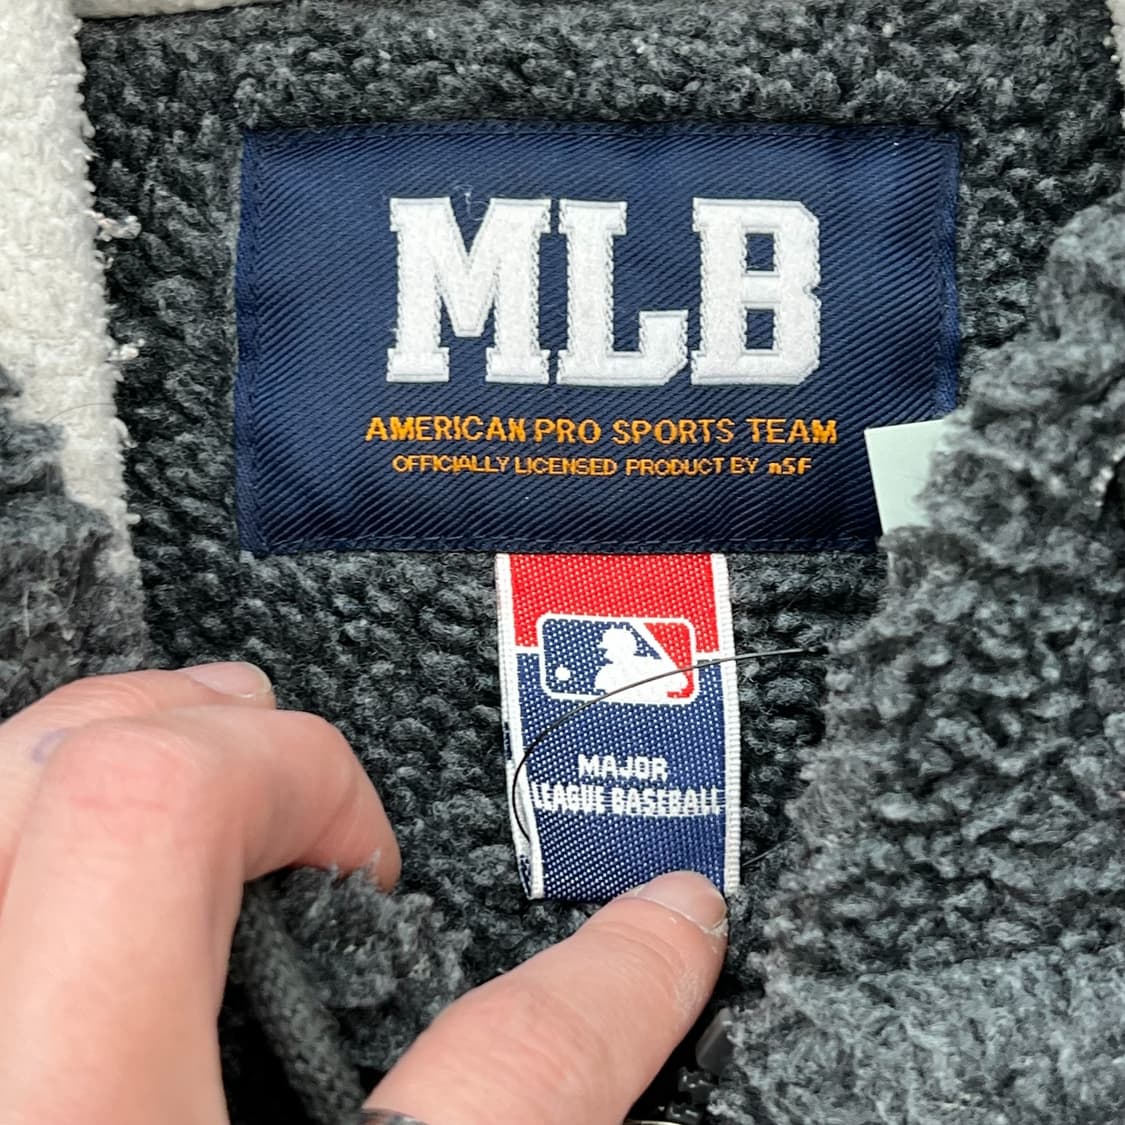 MLB
AMERICAN PRO SPORTS TEAM
OFFICIALLY LICENSED PRODUCT BY nSF
MAJOR
LEAGUE BASEBALL